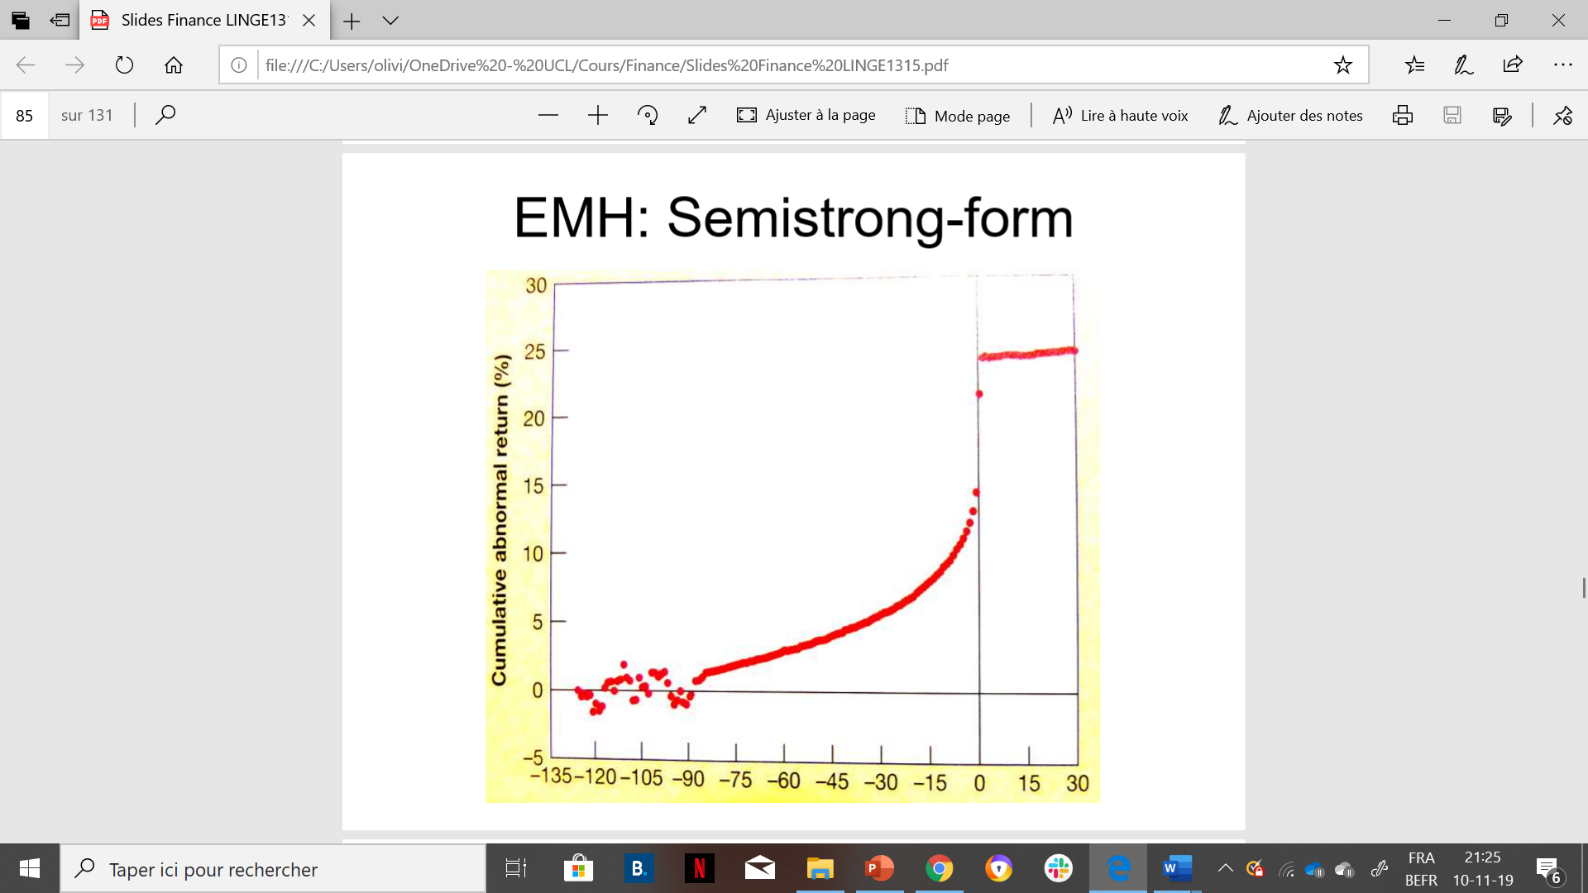 Slides Finance LINGE13
file:///C:/Users/olivi/OneDrive%20-%20UCL/Cours/Finance/Slides%20Finance%20LINGE1315.pdf
85 sur 131
Ajuster à la page
Mode page
Lire à haute voix
Ajouter des notes
EMH: Semistrong-form
Cumulative abnormal return (%)
30
25
20
15
10
5
0
−5
−135 −120 −105 −90 −75 −60 −45 −30 −15 0 15 30
Taper ici pour rechercher
FRA 21:25
BEFR 10-11-19
6